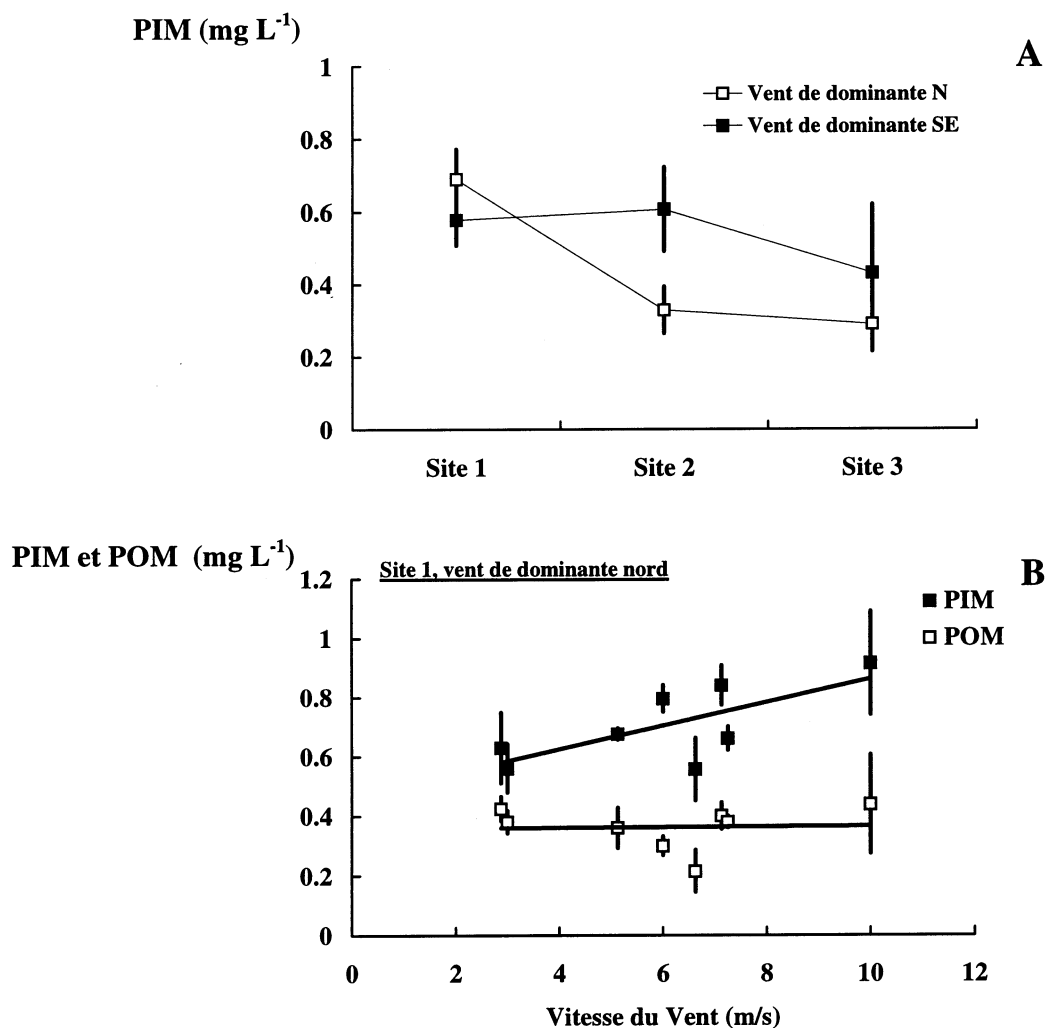 PIM (mg L⁻¹)
A
1
0.8
0.6
0.4
0.2
0
Vent de dominante N
Vent de dominante SE
Site 1 Site 2 Site 3
PIM et POM (mg L⁻¹)
B
Site 1, vent de dominante nord
PIM
POM
1.2
1
0.8
0.6
0.4
0.2
0
0 2 4 6 8 10 12
Vitesse du Vent (m/s)